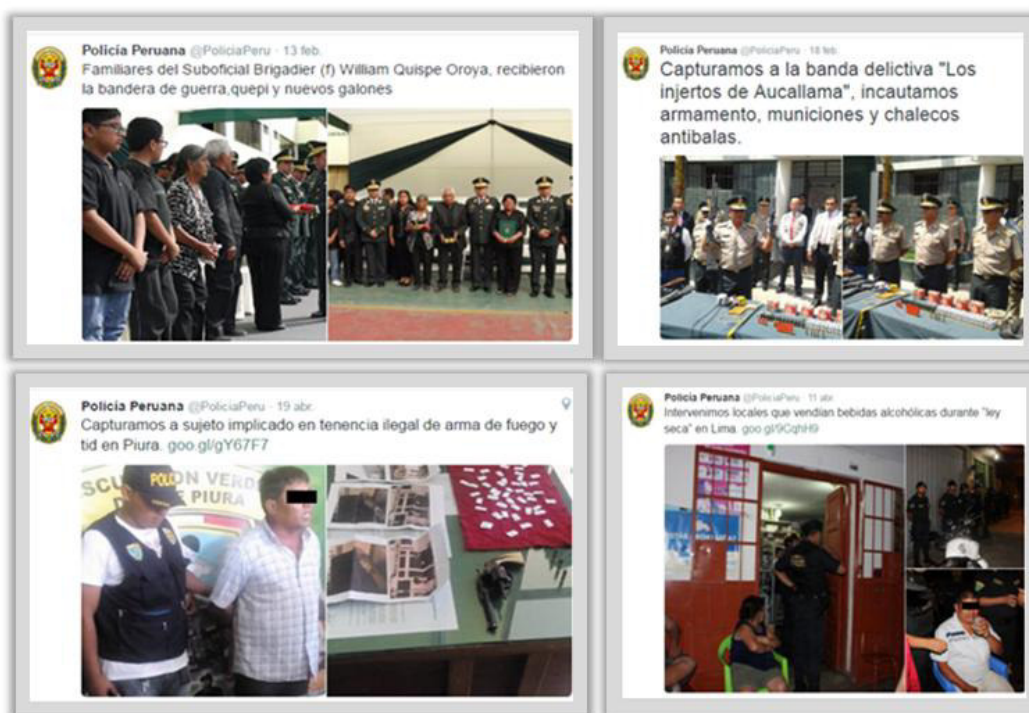 Policía Peruana @PoliciaPeru · 13 feb.
Familiares del Suboficial Brigadier (f) William Quispe Oroya, recibieron
la bandera de guerra,quepi y nuevos galones
Policía Peruana @PoliciaPeru · 18 feb.
Capturamos a la banda delictiva "Los
injertos de Aucallama", incautamos
armamento, municiones y chalecos
antibalas.
Policía Peruana @PoliciaPeru · 19 abr.
Capturamos a sujeto implicado en tenencia ilegal de arma de fuego y
tid en Piura. goo.gl/gY67F7
PIURA
Policía Peruana @PoliciaPeru · 11 abr.
Intervenimos locales que vendían bebidas alcohólicas durante "ley
seca" en Lima. goo.gl/9CqhH9